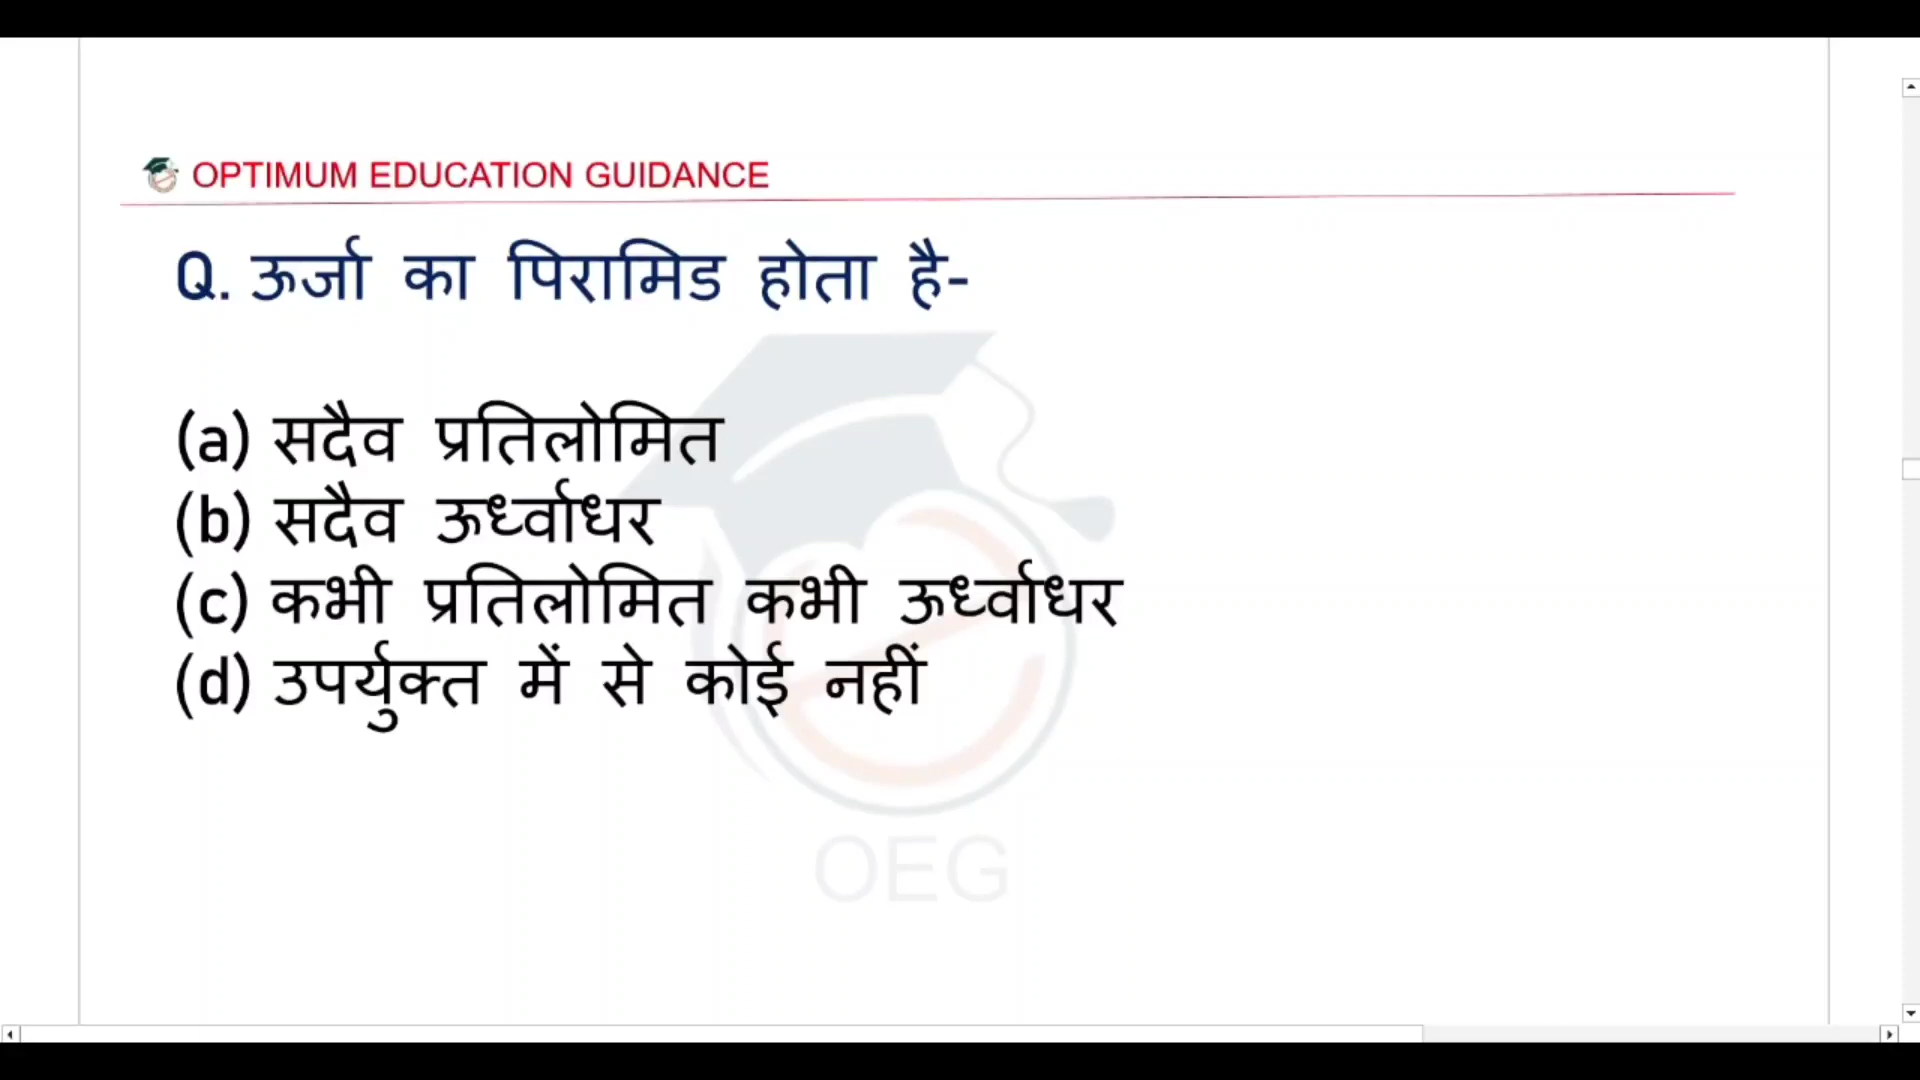 OPTIMUM EDUCATION GUIDANCE
Q. ऊर्जा का पिरामिड होता है-
(a) सदैव प्रतिलोमित
(b) सदैव ऊर्ध्वाधर
(c) कभी प्रतिलोमित कभी ऊर्ध्वाधर
(d) उपर्युक्त में से कोई नहीं
OEG